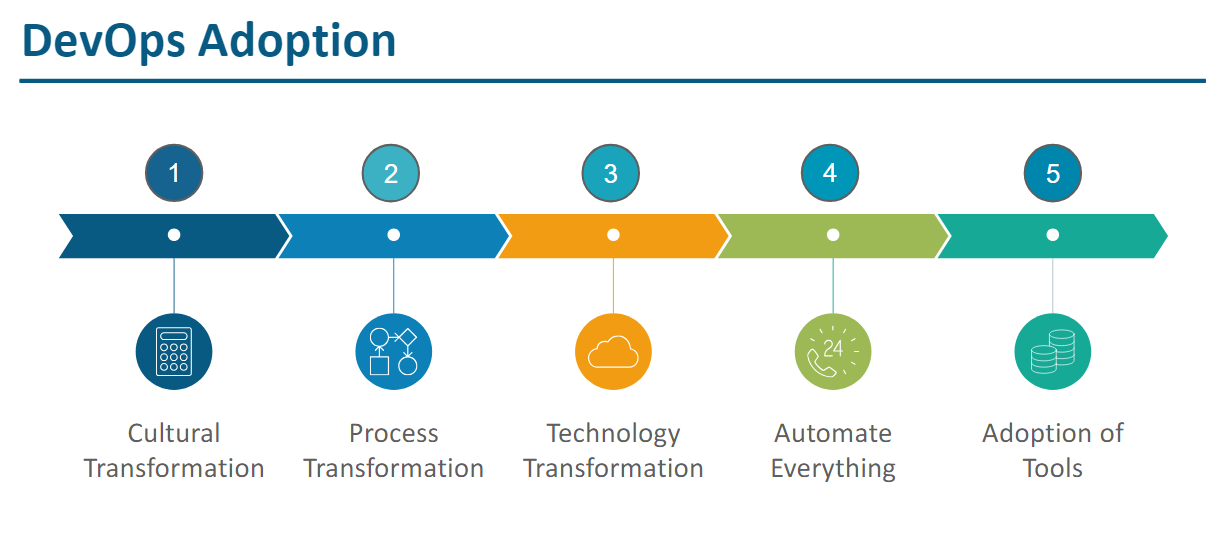 DevOps Adoption
1
2
3
4
5
24
Cultural
Transformation
Process
Transformation
Technology
Transformation
Automate
Everything
Adoption of
Tools